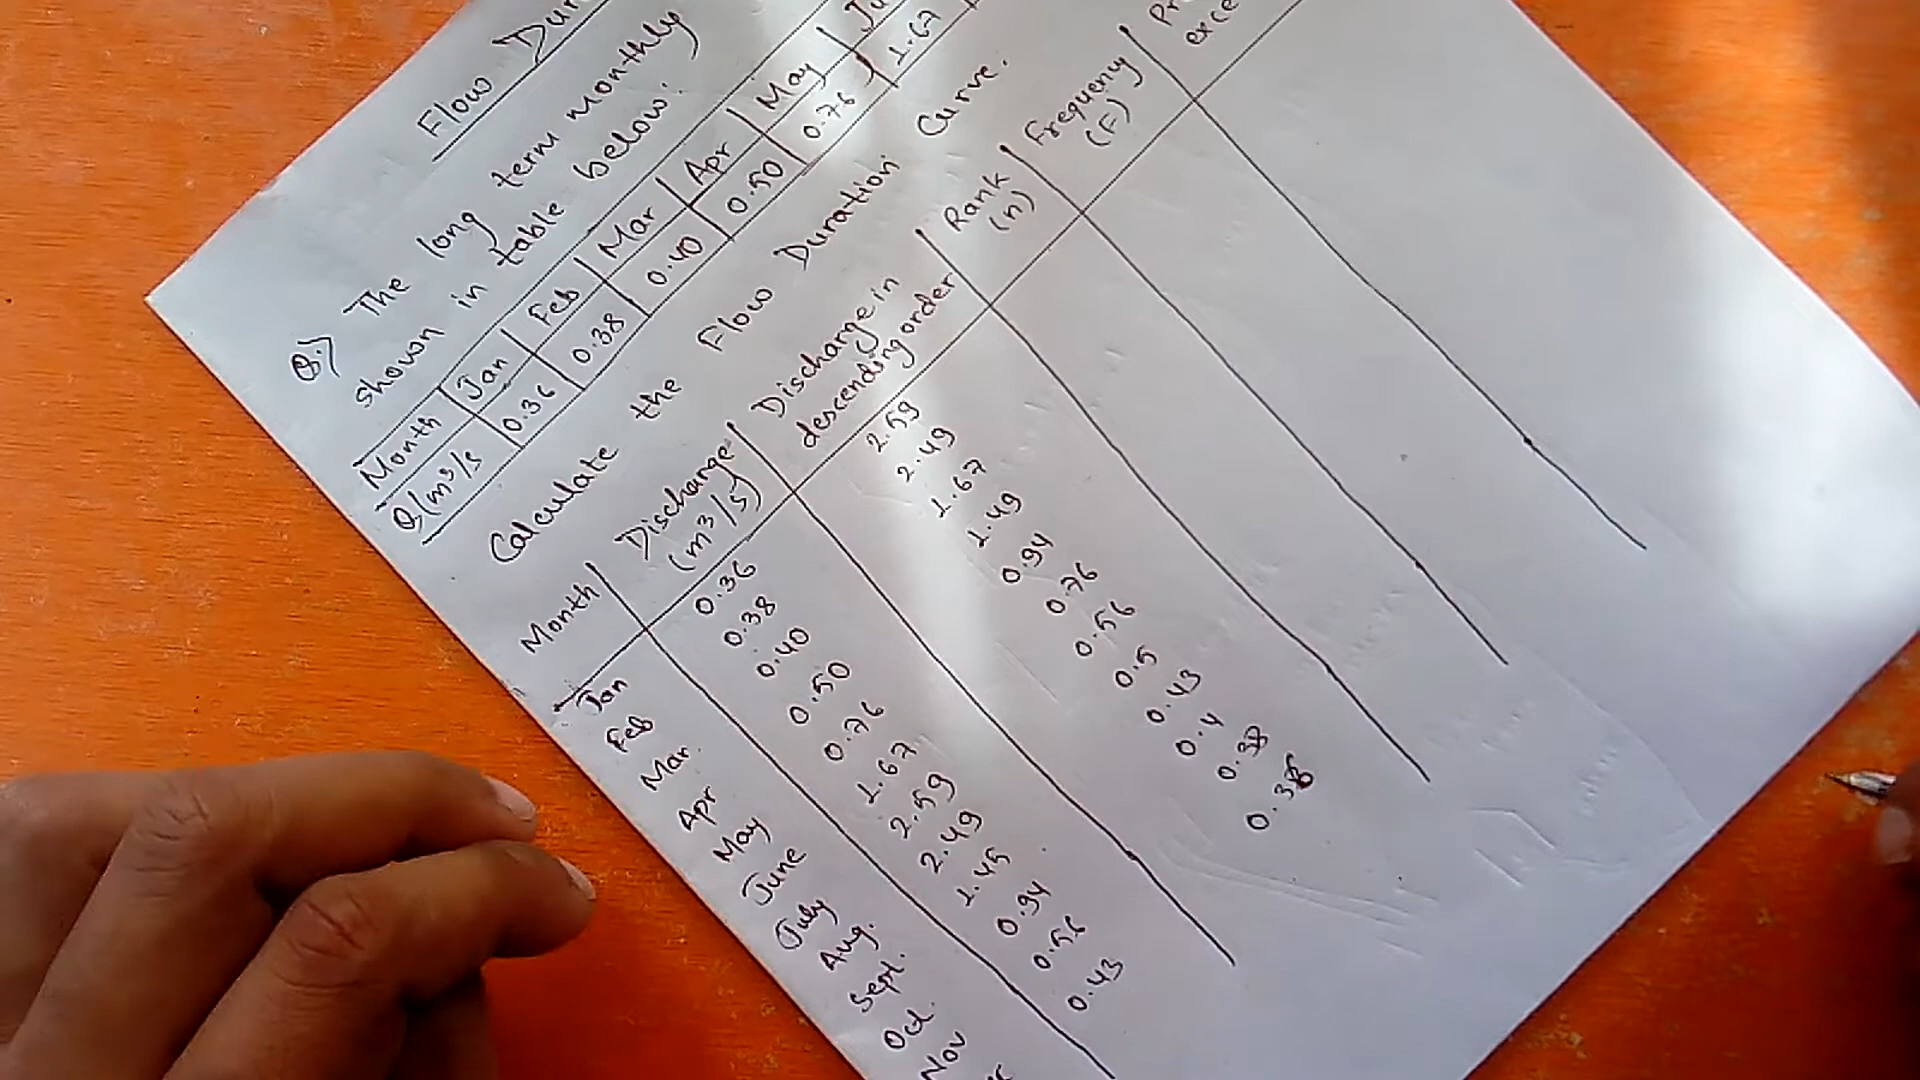 Flow Dur
Q.) The long term monthly
shown in table below:
Month Jan Feb Mar Apr May Ju
Q(m³/s 0.36 0.38 0.40 0.50 0.76 1.67
Calculate the Flow Duration Curve.
Month Discharge (m³/s) Discharge in descending order Rank (n) Frequency (F) exce
Jan 0.36 2.59
Feb 0.38 2.49
Mar. 0.40 1.67
Apr 0.50 1.49
May 0.76 0.94
June 1.67 0.76
July 2.59 0.56
Aug. 2.49 0.5
Sept. 1.45 0.43
Oct. 0.94 0.4
Nov 0.56 0.38
0.43 0.36